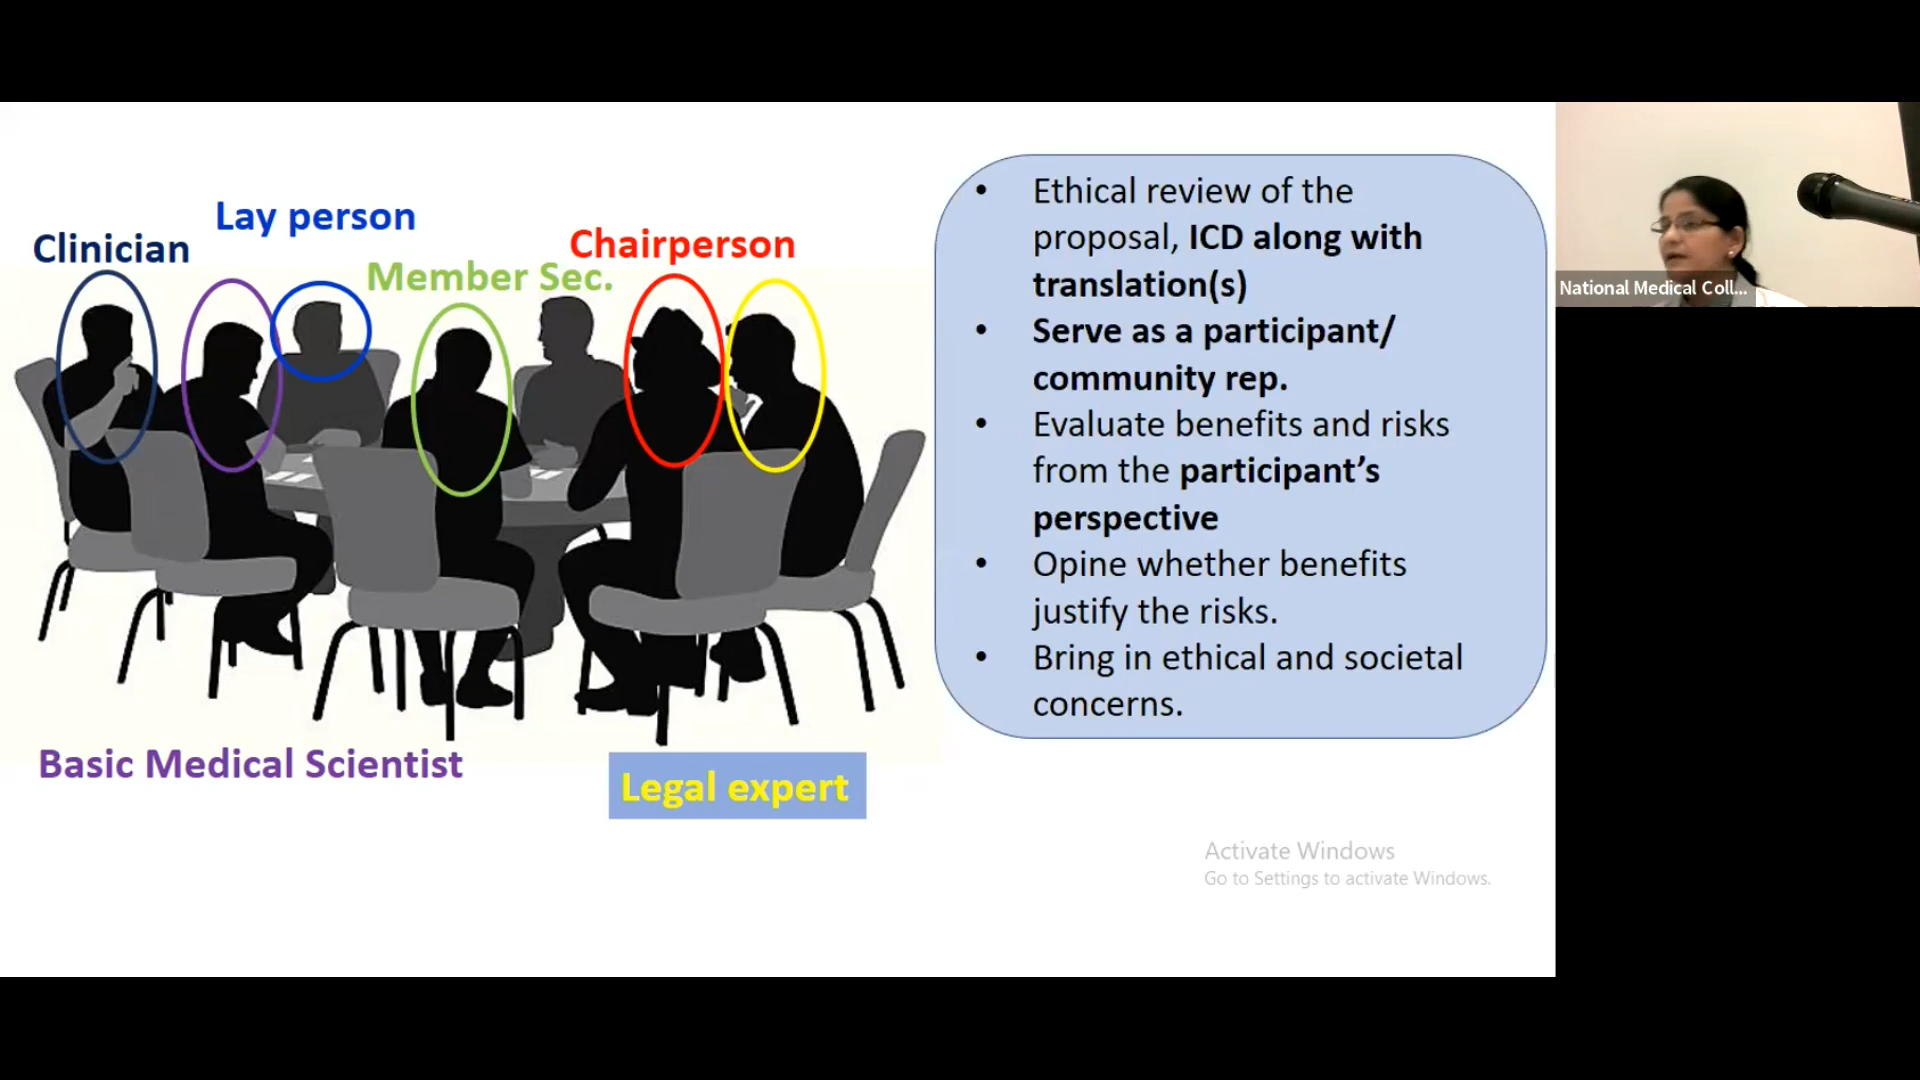 Lay person
Clinician
Chairperson
Member Sec.
Basic Medical Scientist
Legal expert
• Ethical review of the
proposal, ICD along with
translation(s)
• Serve as a participant/
community rep.
• Evaluate benefits and risks
from the participant’s
perspective
• Opine whether benefits
justify the risks.
• Bring in ethical and societal
concerns.
Activate Windows
Go to Settings to activate Windows.
National Medical Coll...